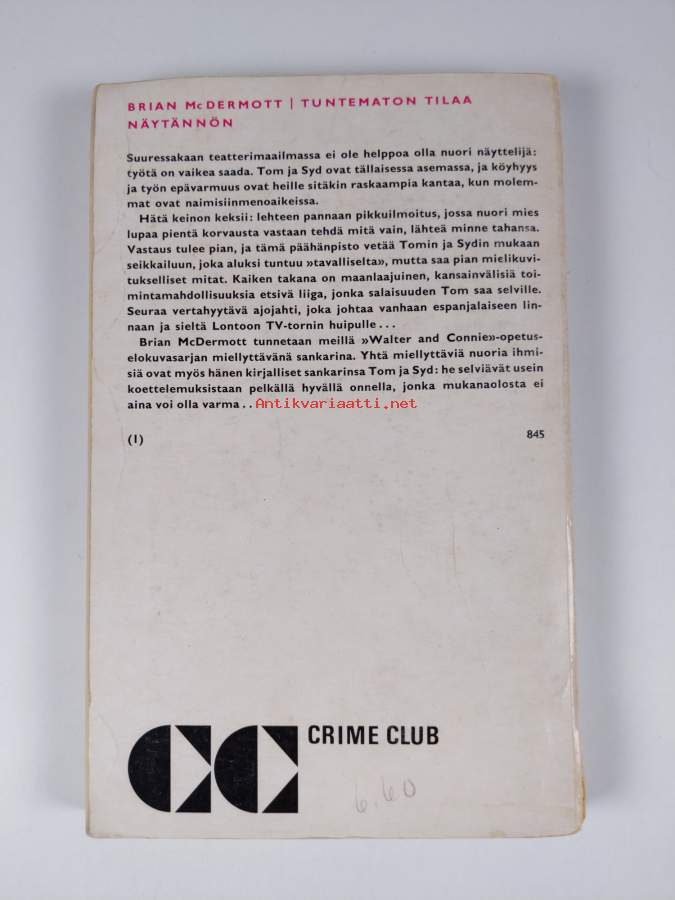 BRIAN McDERMOTT | TUNTEMATON TILAA
NÄYTÄNNÖN
Suuressakaan teatterimaailmassa ei ole helppoa olla nuori näyttelijä:
työtä on vaikea saada. Tom ja Syd ovat tällaisessa asemassa, ja köyhyys
ja työn epävarmuus ovat heille sitäkin raskaampia kantaa, kun molem-
mat ovat naimisiinmenoaikeissa.
Hätä keinon keksii: lehteen pannaan pikkuilmoitus, jossa nuori mies
lupaa pientä korvausta vastaan tehdä mitä vain, lähteä minne tahansa.
Vastaus tulee pian, ja tämä päähänpisto vetää Tomin ja Sydin mukaan
seikkailuun, joka aluksi tuntuu »tavalliselta», mutta saa pian mielikuvi-
tukselliset mitat. Kaiken takana on maanlaajuinen, kansainvälisiä toi-
mintamahdollisuuksia etsivä liiga, jonka salaisuuden Tom saa selville.
Seuraa vertahyytävä ajojahti, joka johtaa vanhaan espanjalaiseen lin-
naan ja sieltä Lontoon TV-tornin huipulle...
Brian McDermott tunnetaan meillä »Walter and Connie»-opetus-
elokuvasarjan miellyttävänä sankarina. Yhtä miellyttäviä nuoria ihmi-
siä ovat myös hänen kirjalliset sankarinsa Tom ja Syd: he selviävät usein
koettelemuksistaan pelkällä hyvällä onnella, jonka mukanaolosta ei
aina voi olla varma..
Antikvariaatti.net
(1) 845
CRIME CLUB
6.60